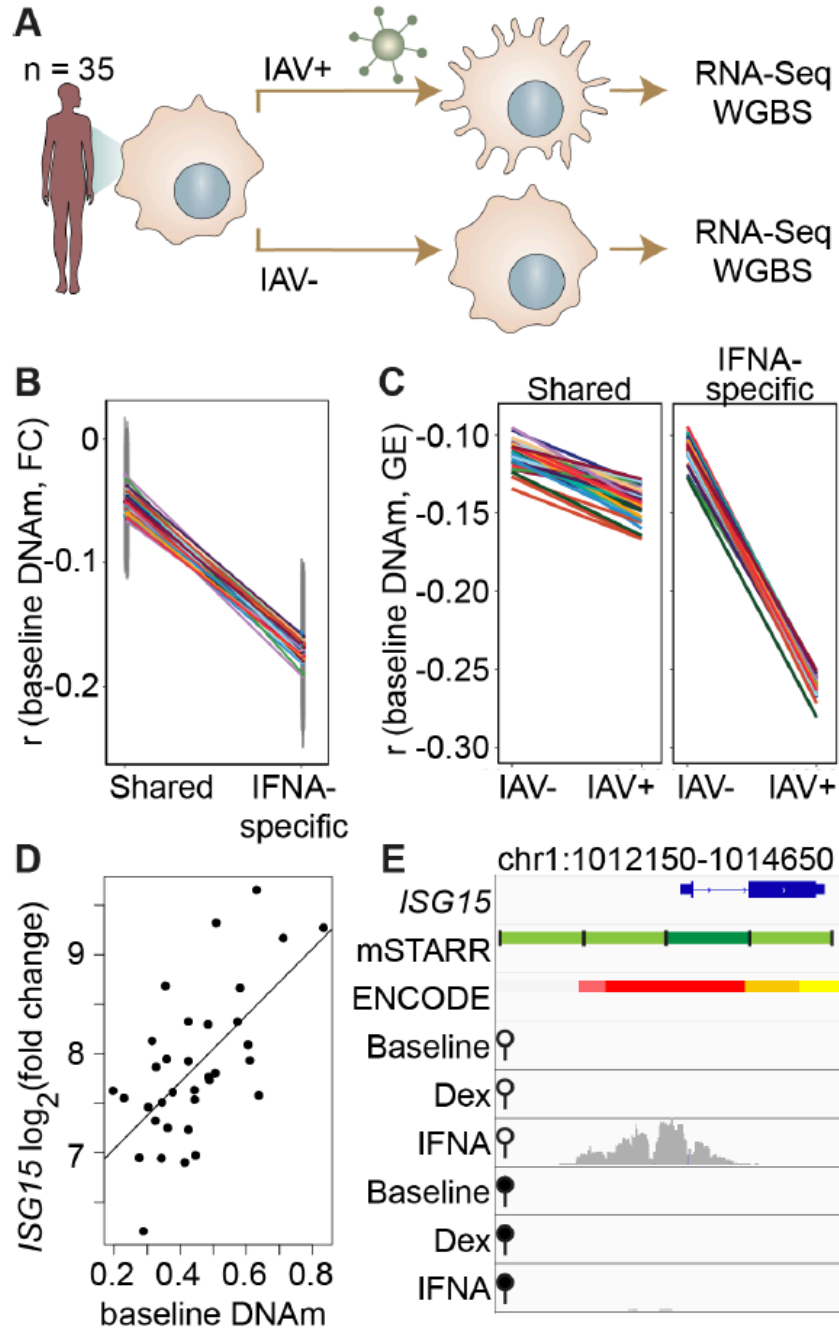 A
n = 35
IAV+
RNA-Seq
WGBS
IAV-
RNA-Seq
WGBS
B
r (baseline DNAm, FC)
0
-0.1
-0.2
Shared
IFNA-
specific
C
Shared
IFNA-
specific
r (baseline DNAm, GE)
-0.10
-0.15
-0.20
-0.25
-0.30
IAV-
IAV+
IAV-
IAV+
D
ISG15 log2(fold change)
9
8
7
0.2
0.4
0.6
0.8
baseline DNAm
E
chr1:1012150-1014650
ISG15
mSTARR
ENCODE
Baseline
Dex
IFNA
Baseline
Dex
IFNA